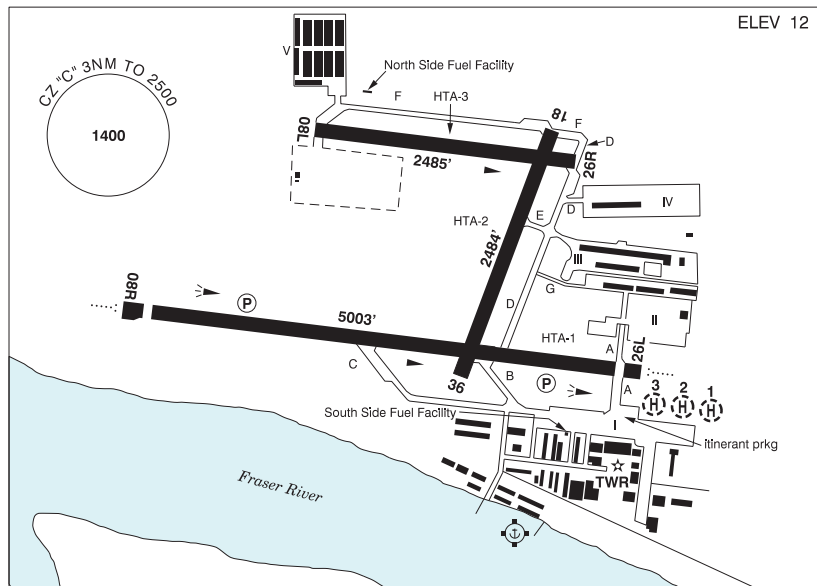 ELEV 12
CZ "C" 3NM TO 2500
1400
V
North Side Fuel Facility
F
HTA-3
18
F
D
08L
2485'
26R
HTA-2
E
D
IV
2484'
III
08R
P
5003'
D
G
HTA-1
II
A
26L
C
36
B
P
A
3
2
1
H
H
H
South Side Fuel Facility
I
Itinerant prkg
TWR
Fraser River